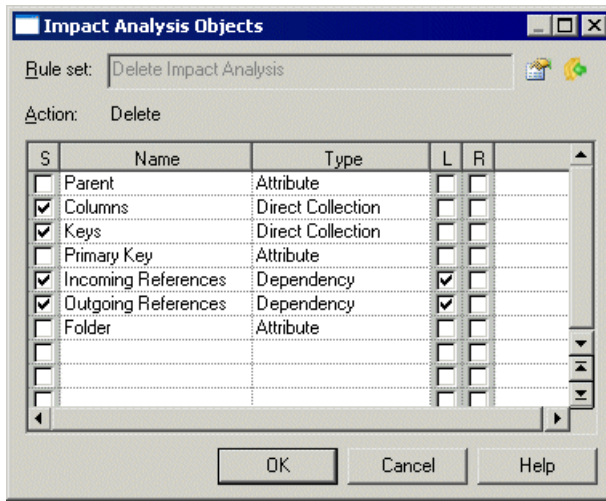 Impact Analysis Objects
Rule set: Delete Impact Analysis
Action: Delete
S Name Type L R
Parent Attribute
Columns Direct Collection
Keys Direct Collection
Primary Key Attribute
Incoming References Dependency
Outgoing References Dependency
Folder Attribute
OK Cancel Help